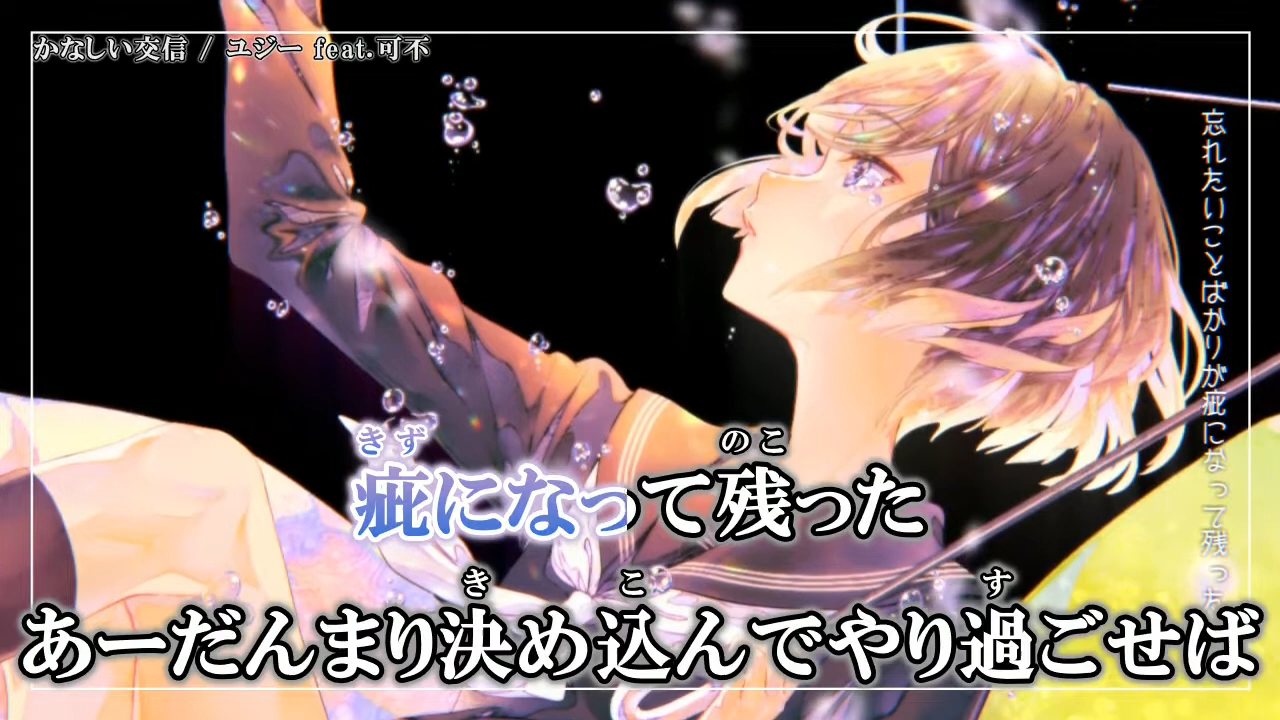 かなしい交信 / ユジー feat.可不
忘れたいことばかりが疵になって残った
きず のこ
疵になって残った
き こ す
あーだんまり決め込んでやり過ごせば